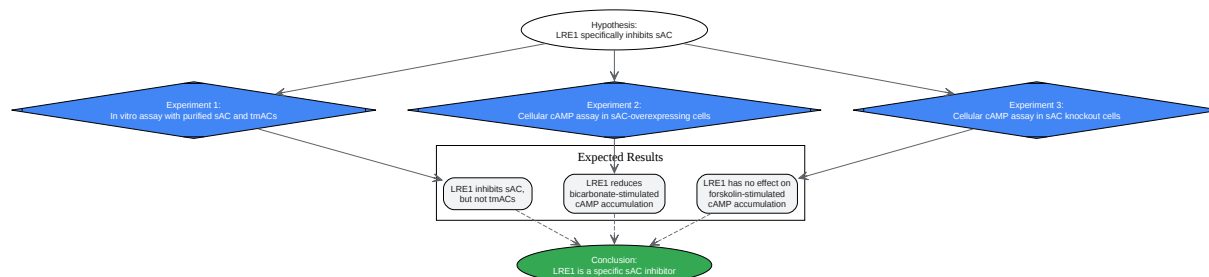 Hypothesis:
LRE1 specifically inhibits sAC
Experiment 1:
In vitro assay with purified sAC and tmACs
Experiment 2:
Cellular cAMP assay in sAC-overexpressing cells
Experiment 3:
Cellular cAMP assay in sAC knockout cells
Expected Results
LRE1 inhibits sAC,
but not tmACs
LRE1 reduces
bicarbonate-stimulated
cAMP accumulation
LRE1 has no effect on
forskolin-stimulated
cAMP accumulation
Conclusion:
LRE1 is a specific sAC inhibitor